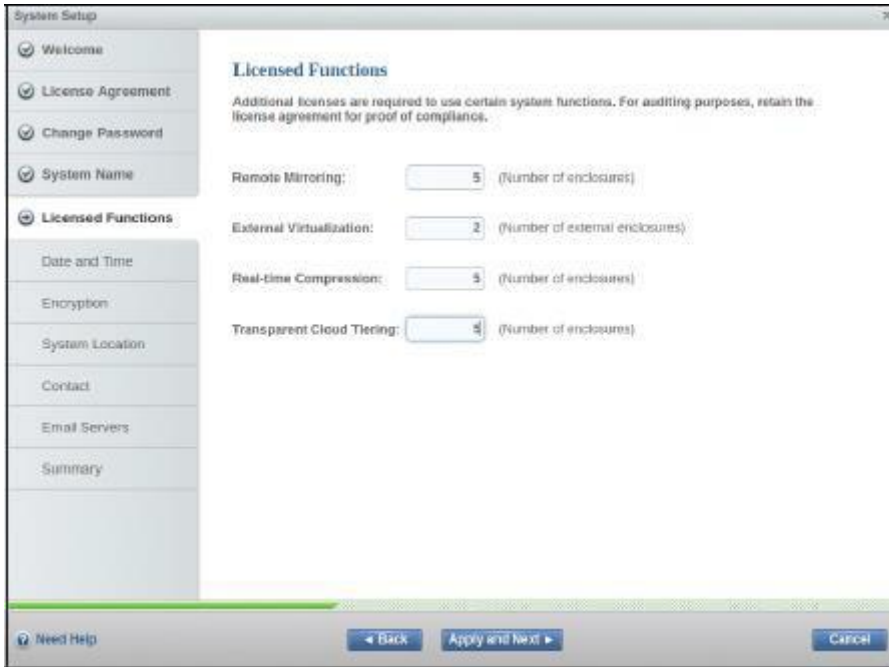 System Setup
Welcome
License Agreement
Change Password
System Name
Licensed Functions
Date and Time
Encryption
System Location
Contact
Email Servers
Summary
Licensed Functions
Additional licenses are required to use certain system functions. For auditing purposes, retain the
license agreement for proof of compliance.
Remote Mirroring: 5 (Number of enclosures)
External Virtualization: 2 (Number of external enclosures)
Real-time Compression: 5 (Number of enclosures)
Transparent Cloud Tiering: 5 (Number of enclosures)
Need Help
Back Apply and Next Cancel